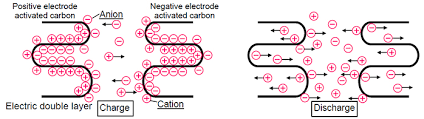 Positive electrode
activated carbon
Anion
Negative electrode
activated carbon
Electric double layer
Charge
Cation
Discharge